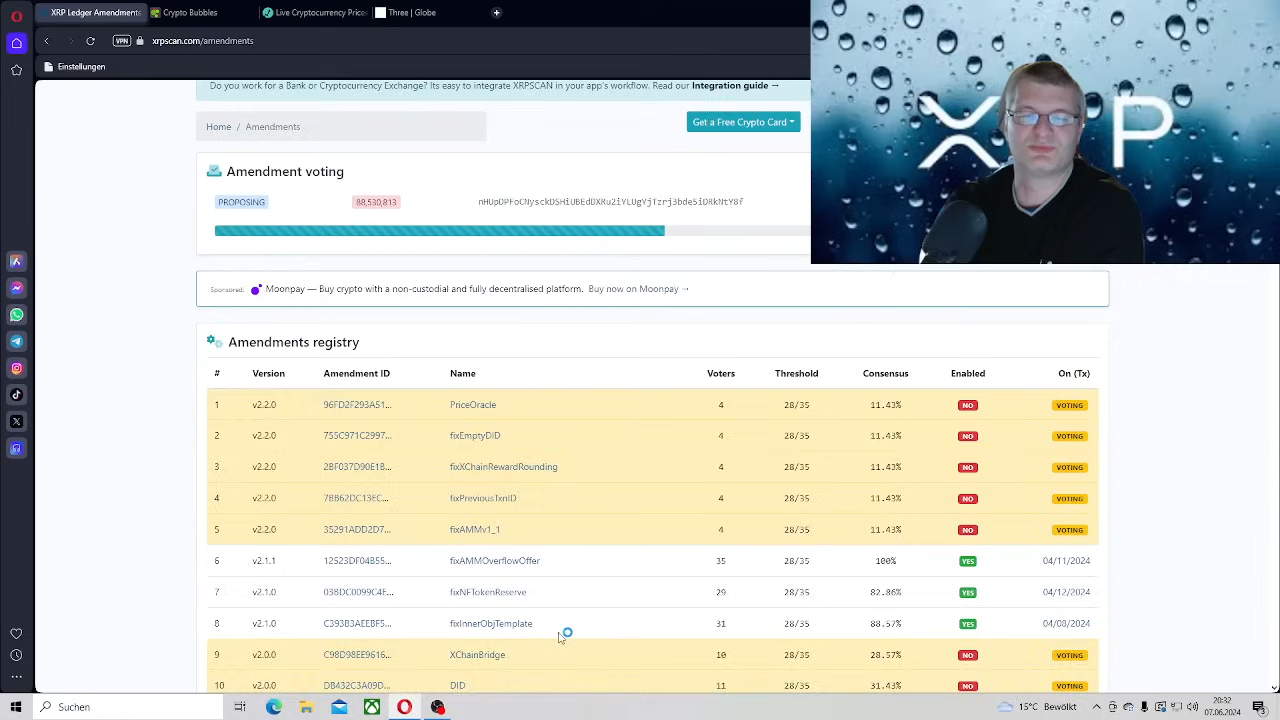 XRP Ledger Amendments
Crypto Bubbles
Live Cryptocurrency Price
Three | Globe
VPN
xrpscan.com/amendments
Einstellungen
XRP
Do you work for a Bank or Cryptocurrency Exchange? Its easy to integrate XRPSCAN in your app's workflow. Read our Integration guide →
Home / Amendments
Get a Free Crypto Card
Amendment voting
PROPOSING 88,530,813
Sponsored: Moonpay — Buy crypto with a non-custodial and fully decentralised platform. Buy now on Moonpay →
Amendments registry
# Version Amendment ID Name Voters Threshold Consensus Enabled On (Tx)
1 v2.2.0 96FD2F293A51... PriceOracle 4 28/35 11.43% NO VOTING
2 v2.2.0 755C971C2997... fixEmptyDID 4 28/35 11.43% NO VOTING
3 v2.2.0 2BF037D90E1B... fixXChainRewardRounding 4 28/35 11.43% NO VOTING
4 v2.2.0 7BB62DC13EC... fixPreviousTxnID 4 28/35 11.43% NO VOTING
5 v2.2.0 35291ADD2D7... fixAMMv1_1 4 28/35 11.43% NO VOTING
6 v2.1.1 12523DF04B55... fixAMMOverflowOffer 35 28/35 100% YES 04/11/2024
7 v2.1.0 03BDC0099C4E... fixNFTokenReserve 29 28/35 82.86% YES 04/12/2024
8 v2.1.0 C393B3AEEBF5... fixInnerObjTemplate 31 28/35 88.57% YES 04/08/2024
9 v2.0.0 C98D98EE9616... XChainBridge 10 28/35 28.57% NO VOTING
10 v2.0.0 DB432C3A09D... DID 11 28/35 31.43% NO VOTING
Suchen
15°C Bewölkt
20:32
07.06.2024